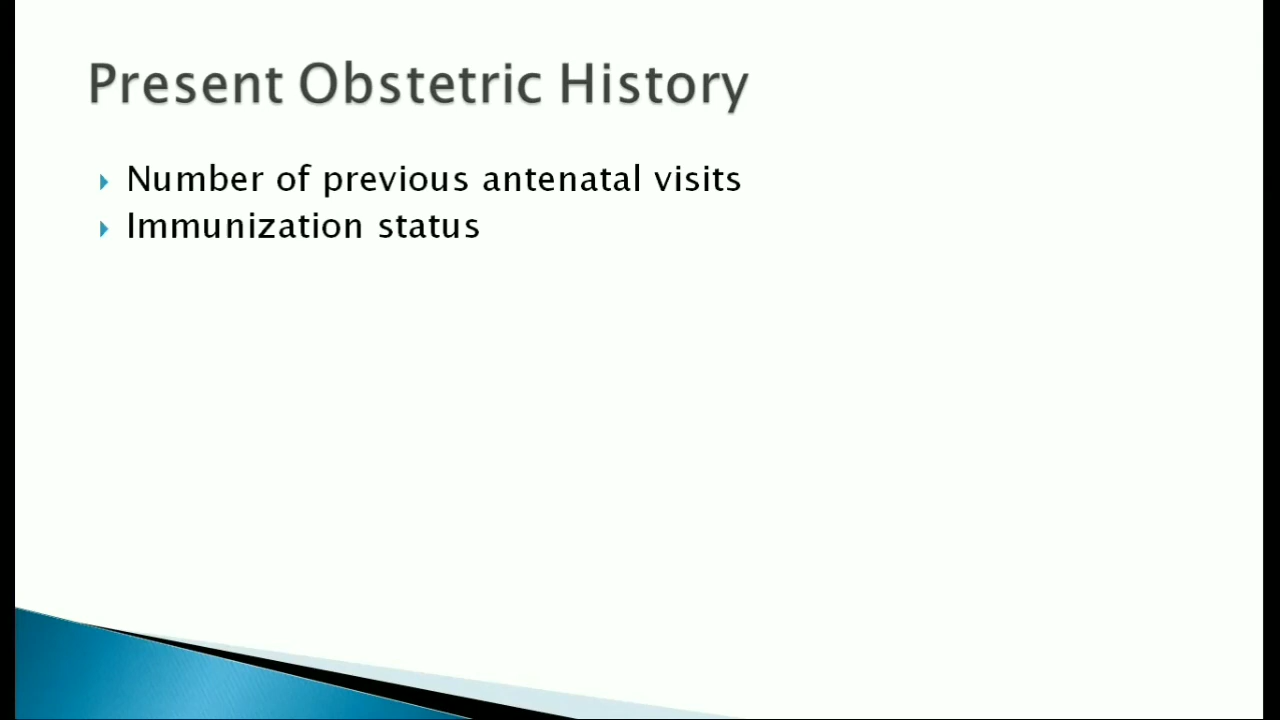 Present Obstetric History
Number of previous antenatal visits
Immunization status